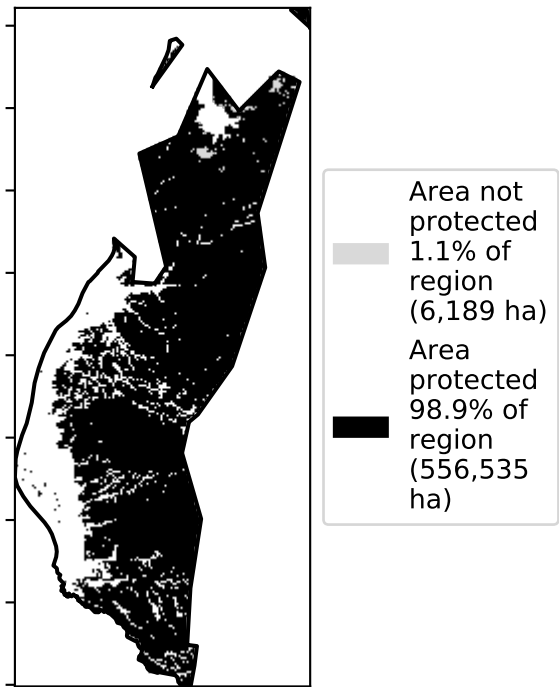 Area not
protected
1.1% of
region
(6,189 ha)
Area
protected
98.9% of
region
(556,535
ha)